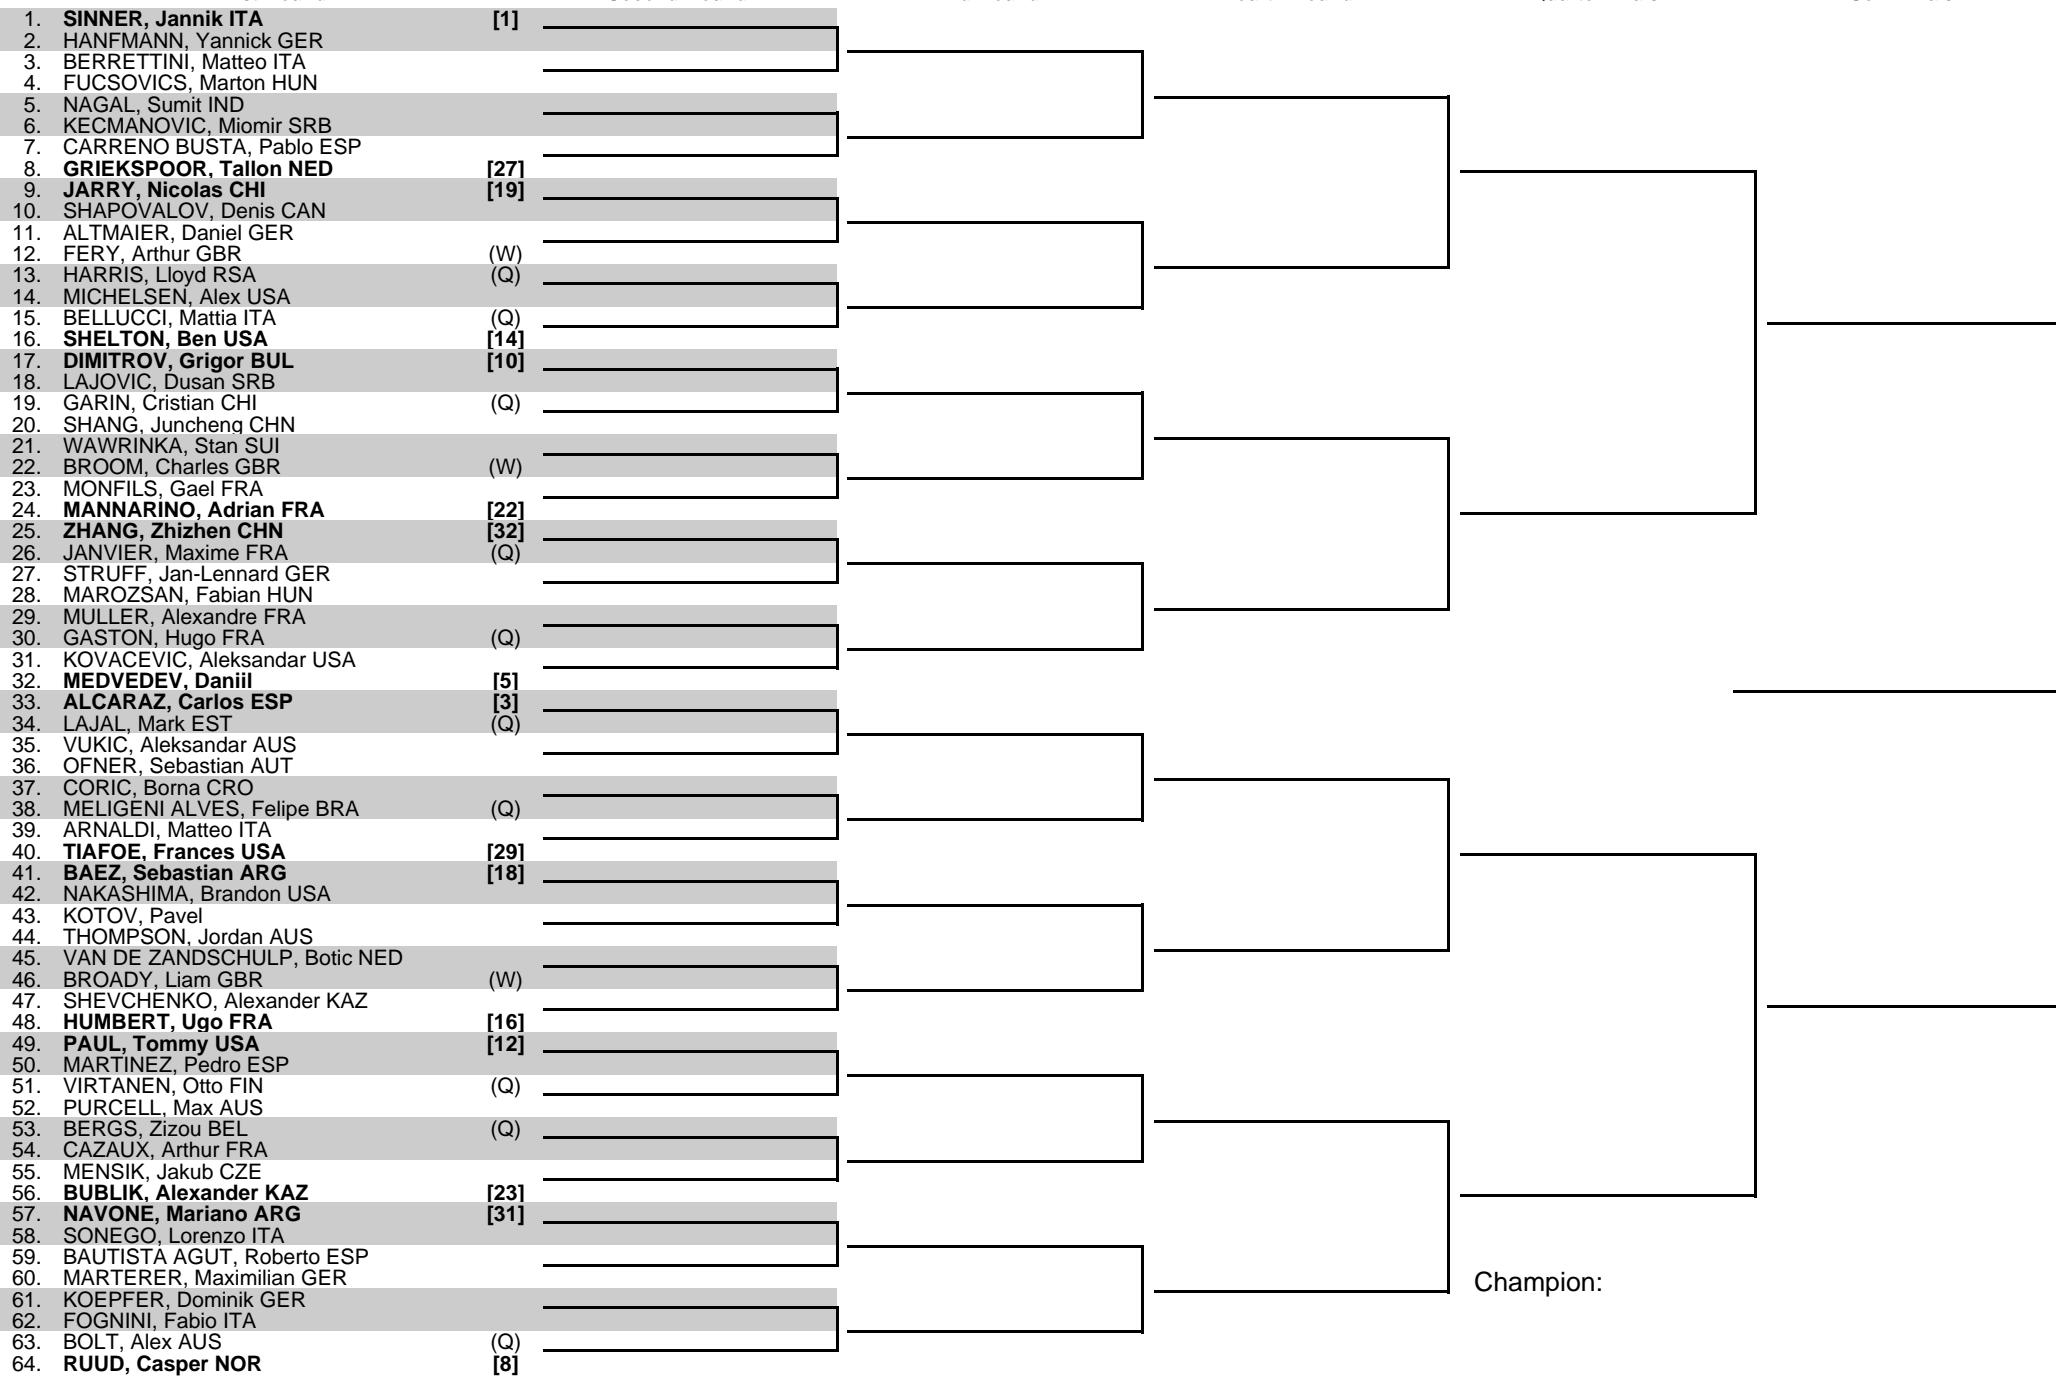 1. SINNER, Jannik ITA [1]
2. HANFMANN, Yannick GER
3. BERRETTINI, Matteo ITA
4. FUCSOVICS, Marton HUN
5. NAGAL, Sumit IND
6. KECMANOVIC, Miomir SRB
7. CARRENO BUSTA, Pablo ESP
8. GRIEKSPOOR, Tallon NED [27]
9. JARRY, Nicolas CHI [19]
10. SHAPOVALOV, Denis CAN
11. ALTMAIER, Daniel GER
12. FERY, Arthur GBR (W)
13. HARRIS, Lloyd RSA (Q)
14. MICHELSEN, Alex USA
15. BELLUCCI, Mattia ITA (Q)
16. SHELTON, Ben USA [14]
17. DIMITROV, Grigor BUL [10]
18. LAJOVIC, Dusan SRB
19. GARIN, Cristian CHI (Q)
20. SHANG, Juncheng CHN
21. WAWRINKA, Stan SUI
22. BROOM, Charles GBR (W)
23. MONFILS, Gael FRA
24. MANNARINO, Adrian FRA [22]
25. ZHANG, Zhizhen CHN [32]
26. JANVIER, Maxime FRA (Q)
27. STRUFF, Jan-Lennard GER
28. MAROZSAN, Fabian HUN
29. MULLER, Alexandre FRA
30. GASTON, Hugo FRA (Q)
31. KOVACEVIC, Aleksandar USA
32. MEDVEDEV, Daniil [5]
33. ALCARAZ, Carlos ESP [3]
34. LAJAL, Mark EST (Q)
35. VUKIC, Aleksandar AUS
36. OFNER, Sebastian AUT
37. CORIC, Borna CRO
38. MELIGENI ALVES, Felipe BRA (Q)
39. ARNALDI, Matteo ITA
40. TIAFOE, Frances USA [29]
41. BAEZ, Sebastian ARG [18]
42. NAKASHIMA, Brandon USA
43. KOTOV, Pavel
44. THOMPSON, Jordan AUS
45. VAN DE ZANDSCHULP, Botic NED
46. BROADY, Liam GBR (W)
47. SHEVCHENKO, Alexander KAZ
48. HUMBERT, Ugo FRA [16]
49. PAUL, Tommy USA [12]
50. MARTINEZ, Pedro ESP
51. VIRTANEN, Otto FIN (Q)
52. PURCELL, Max AUS
53. BERGS, Zizou BEL (Q)
54. CAZAUX, Arthur FRA
55. MENSIK, Jakub CZE
56. BUBLIK, Alexander KAZ [23]
57. NAVONE, Mariano ARG [31]
58. SONEGO, Lorenzo ITA
59. BAUTISTA AGUT, Roberto ESP
60. MARTERER, Maximilian GER
61. KOEPFER, Dominik GER
62. FOGNINI, Fabio ITA
63. BOLT, Alex AUS (Q)
64. RUUD, Casper NOR [8]
Champion: